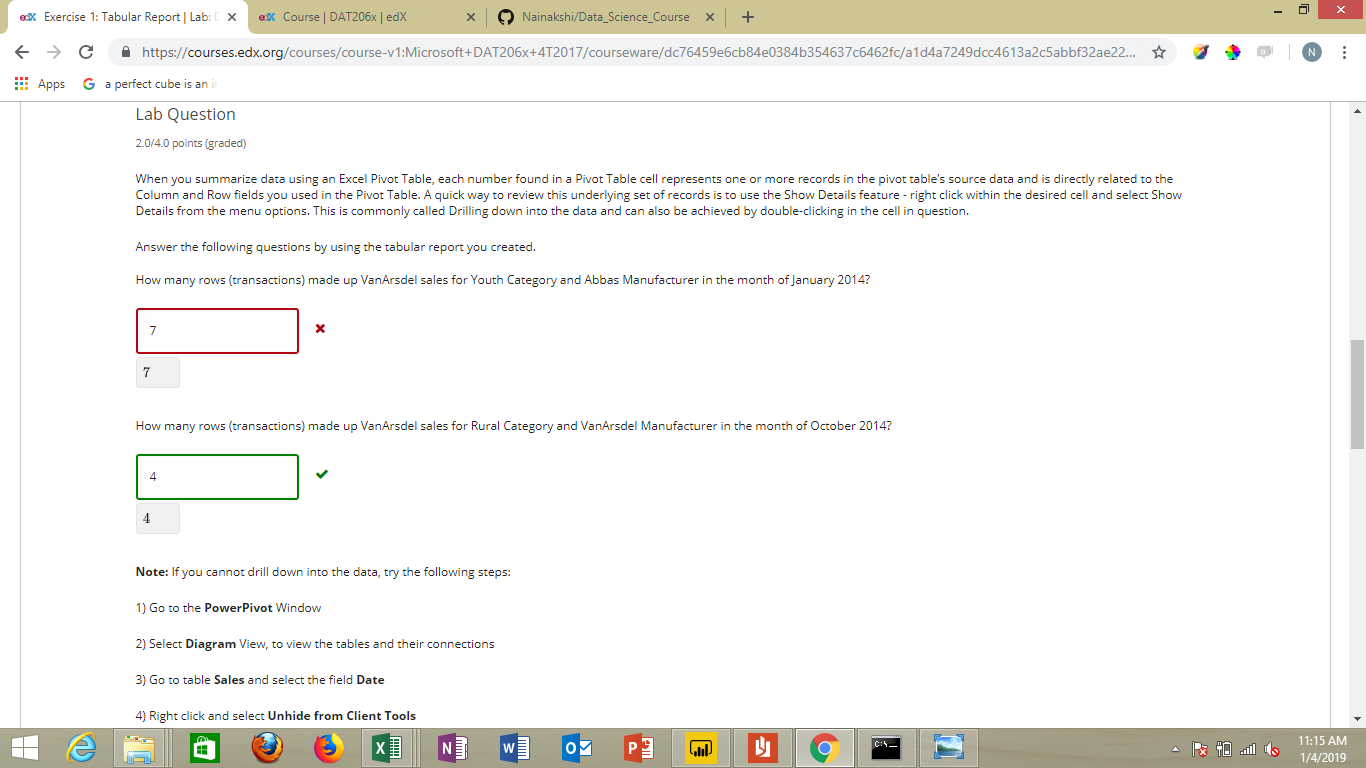 edX Exercise 1: Tabular Report | Lab: D
edX Course | DAT206x | edX
Nainakshi/Data_Science_Course
https://courses.edx.org/courses/course-v1:Microsoft+DAT206x+4T2017/courseware/dc76459e6cb84e0384b354637c6462fc/a1d4a7249dcc4613a2c5abbf32ae22...
N
Apps
G a perfect cube is an i
Lab Question
2.0/4.0 points (graded)
When you summarize data using an Excel Pivot Table, each number found in a Pivot Table cell represents one or more records in the pivot table's source data and is directly related to the
Column and Row fields you used in the Pivot Table. A quick way to review this underlying set of records is to use the Show Details feature - right click within the desired cell and select Show
Details from the menu options. This is commonly called Drilling down into the data and can also be achieved by double-clicking in the cell in question.
Answer the following questions by using the tabular report you created.
How many rows (transactions) made up VanArsdel sales for Youth Category and Abbas Manufacturer in the month of January 2014?
7
7
How many rows (transactions) made up VanArsdel sales for Rural Category and VanArsdel Manufacturer in the month of October 2014?
4
4
Note: If you cannot drill down into the data, try the following steps:
1) Go to the PowerPivot Window
2) Select Diagram View, to view the tables and their connections
3) Go to table Sales and select the field Date
4) Right click and select Unhide from Client Tools
11:15 AM
1/4/2019